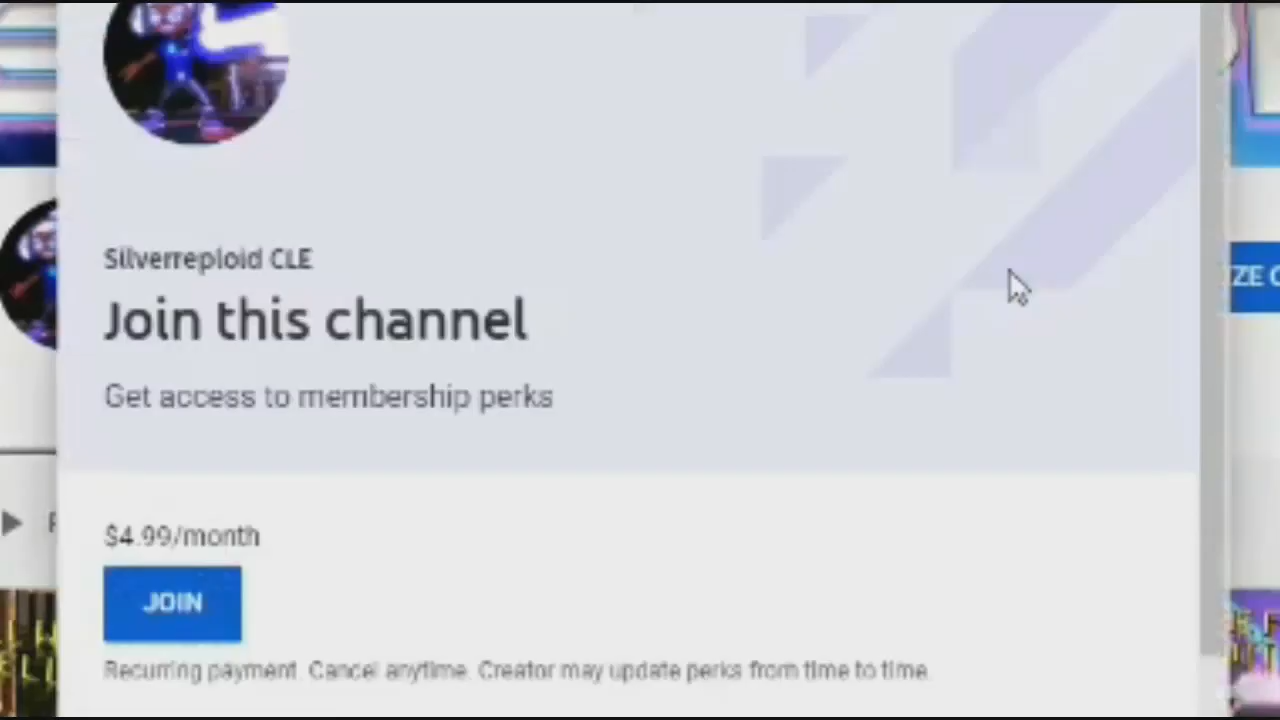 Silverreploid CLE
Join this channel
Get access to membership perks
ZE
$4.99/month
JOIN
Recurring payment. Cancel anytime. Creator may update perks from time to time.